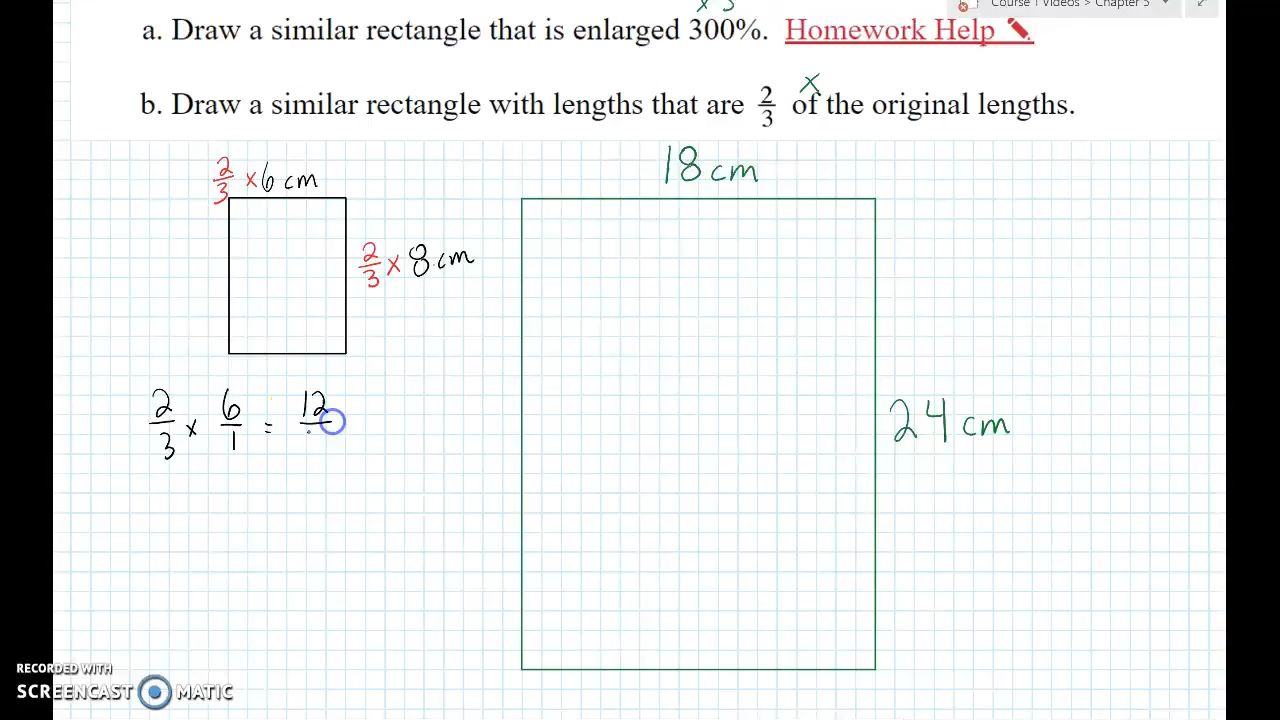 x 3
Course 1 Videos > Chapter 5
a. Draw a similar rectangle that is enlarged 300%. Homework Help
x
b. Draw a similar rectangle with lengths that are 2/3 of the original lengths.
18 cm
2/3 x 6 cm
2/3 x 8 cm
2/3 x 6/1 = 12/
24 cm
RECORDED WITH
SCREENCAST MATIC